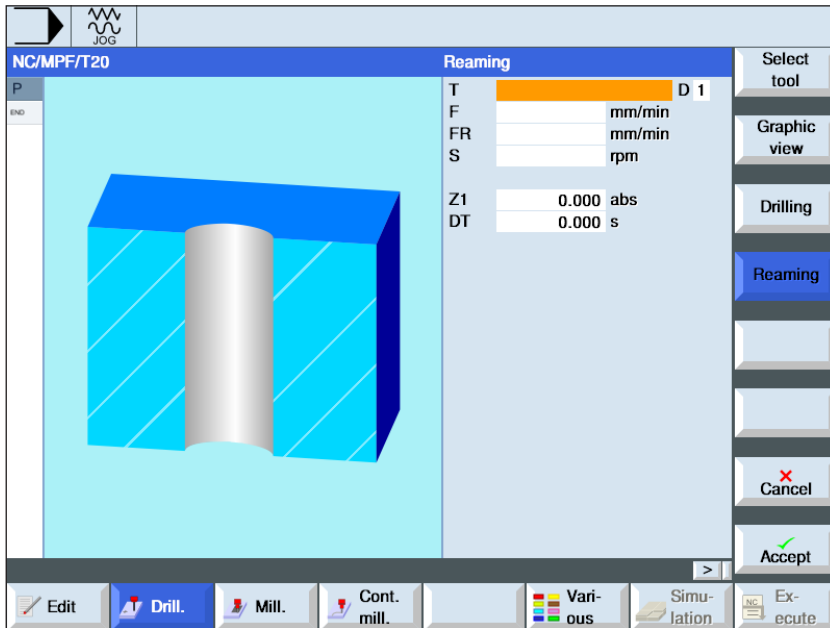 JOG
NC/MPF/T20
Reaming
Select
tool
P
END
T D 1
F mm/min
FR mm/min
S rpm
Z1 0.000 abs
DT 0.000 s
Graphic
view
Drilling
Reaming
Cancel
Accept
>
Edit
Drill.
Mill.
Cont.
mill.
Vari-
ous
Simu-
lation
NC
Ex-
ecute